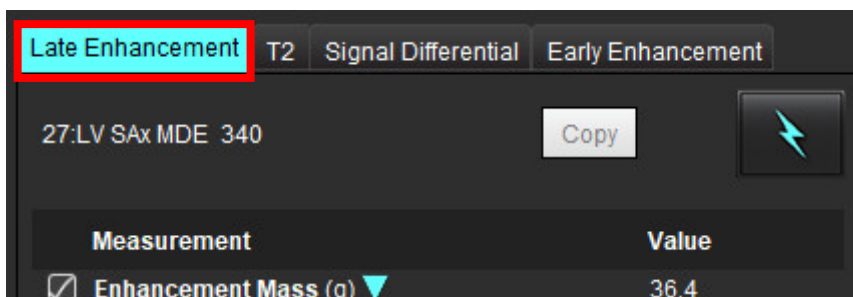 Late Enhancement T2 Signal Differential Early Enhancement
27:LV SAx MDE 340 Copy
Measurement Value
Enhancement Mass (g) 36.4